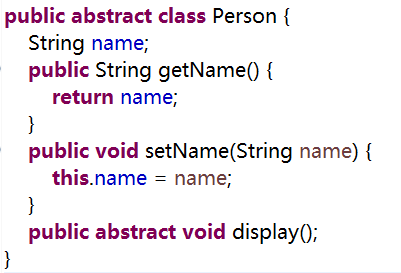 public abstract class Person {
String name;
public String getName() {
return name;
}
public void setName(String name) {
this.name = name;
}
public abstract void display();
}